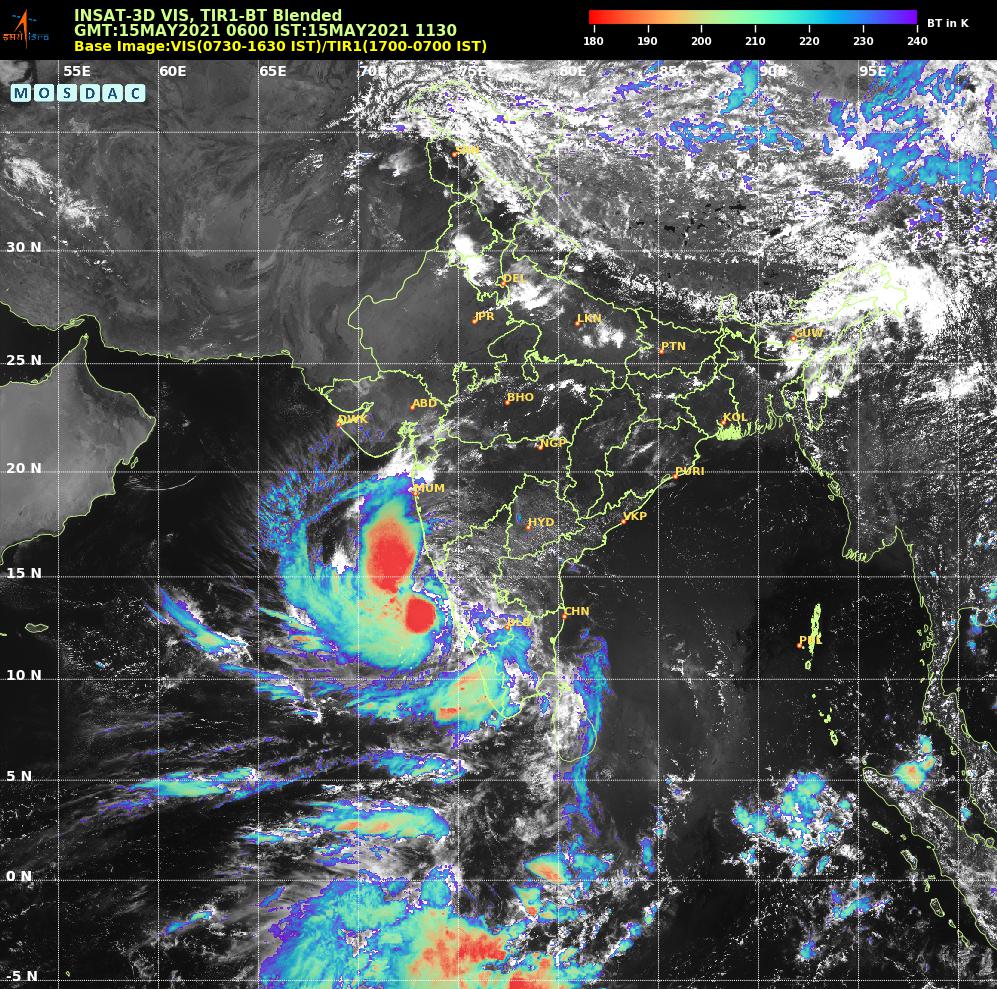 INSAT-3D VIS, TIR1-BT Blended
GMT:15MAY2021 0600 IST:15MAY2021 1130
Base Image:VIS(0730-1630 IST)/TIR1(1700-0700 IST)
BT in K
180 190 200 210 220 230 240
55E 60E 65E 70E 75E 80E 85E 90E 95E
MOSDAC
30 N
DEL
JPR LKN
GUW
PTN
25 N
BHO
ABD
DWK KOL
NGP
20 N
PURI
MUM
HYD VKP
15 N
CHN
BLG
10 N
5 N
0 N
-5 N